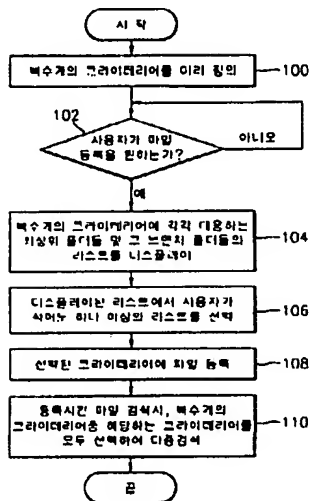 시 작
복수개의 크라이테리어를 미리 정의
100
102
사용자가 파일
등록을 원하는가?
아니오
예
복수개의 크라이테리어에 각각 대응하는
최상위 폴더들 및 그 브랜치 폴더들의
리스트를 디스플레이
104
디스플레이된 리스트에서 사용자가
적어도 하나 이상의 리스트를 선택
106
선택된 크라이테리어에 파일 등록
108
파일 검색시, 복수개의
크라이테리어중 해당하는 크라이테리어를
모두 선택하여 다중검색
110
끝